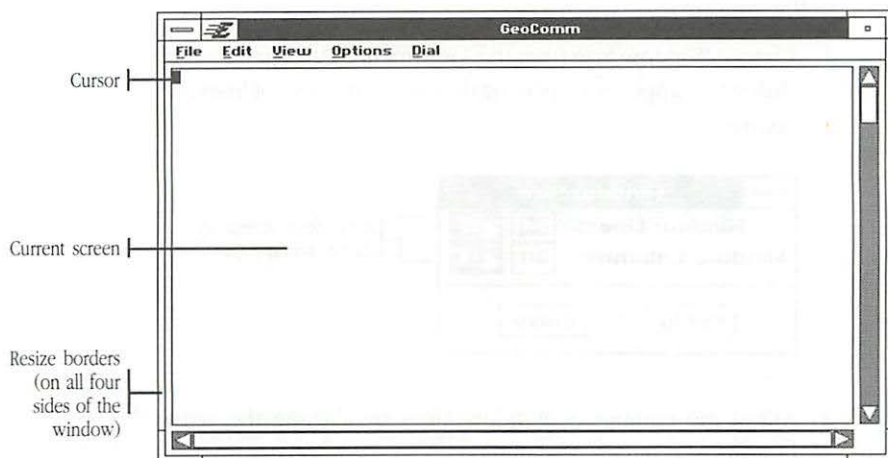 GeoComm
File Edit View Options Dial
Cursor
Current screen
Resize borders
(on all four
sides of the
window)